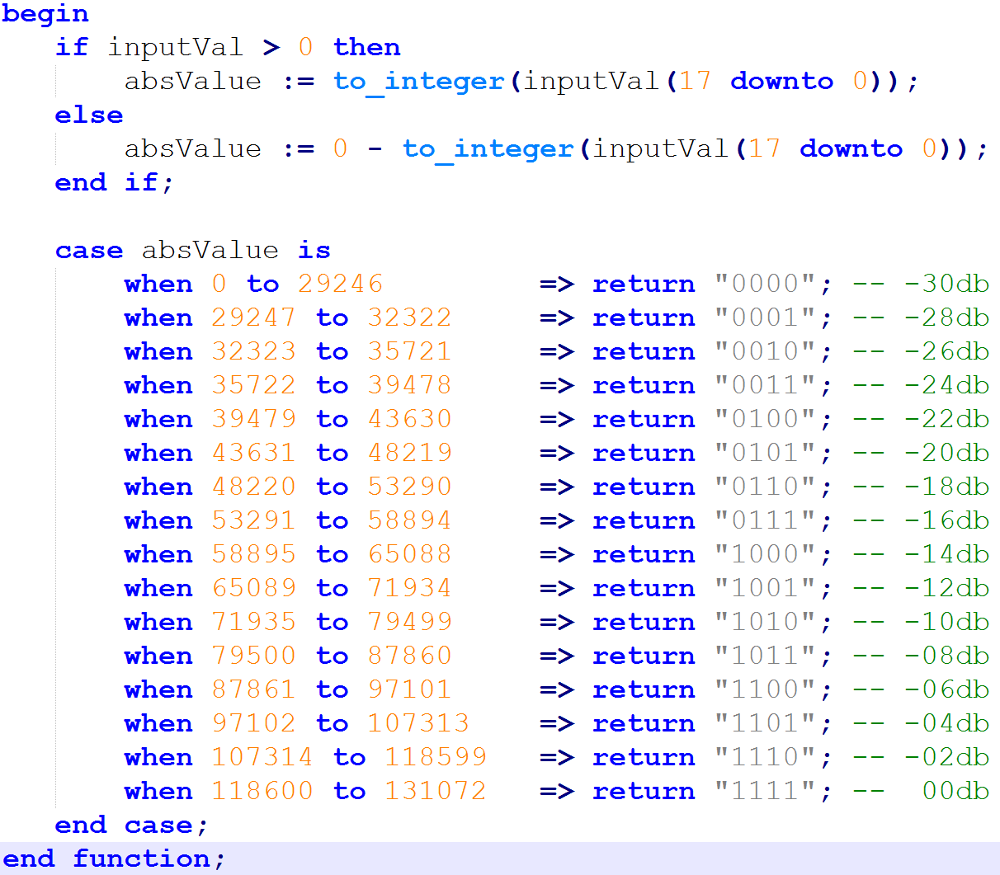 begin
    if inputVal > 0 then
        absValue := to_integer(inputVal(17 downto 0));
    else
        absValue := 0 - to_integer(inputVal(17 downto 0));
    end if;

    case absValue is
        when 0 to 29246         => return "0000"; -- -30db
        when 29247 to 32322     => return "0001"; -- -28db
        when 32323 to 35721     => return "0010"; -- -26db
        when 35722 to 39478     => return "0011"; -- -24db
        when 39479 to 43630     => return "0100"; -- -22db
        when 43631 to 48219     => return "0101"; -- -20db
        when 48220 to 53290     => return "0110"; -- -18db
        when 53291 to 58894     => return "0111"; -- -16db
        when 58895 to 65088     => return "1000"; -- -14db
        when 65089 to 71934     => return "1001"; -- -12db
        when 71935 to 79499     => return "1010"; -- -10db
        when 79500 to 87860     => return "1011"; -- -08db
        when 87861 to 97101     => return "1100"; -- -06db
        when 97102 to 107313    => return "1101"; -- -04db
        when 107314 to 118599   => return "1110"; -- -02db
        when 118600 to 131072   => return "1111"; --  00db
    end case;
end function;